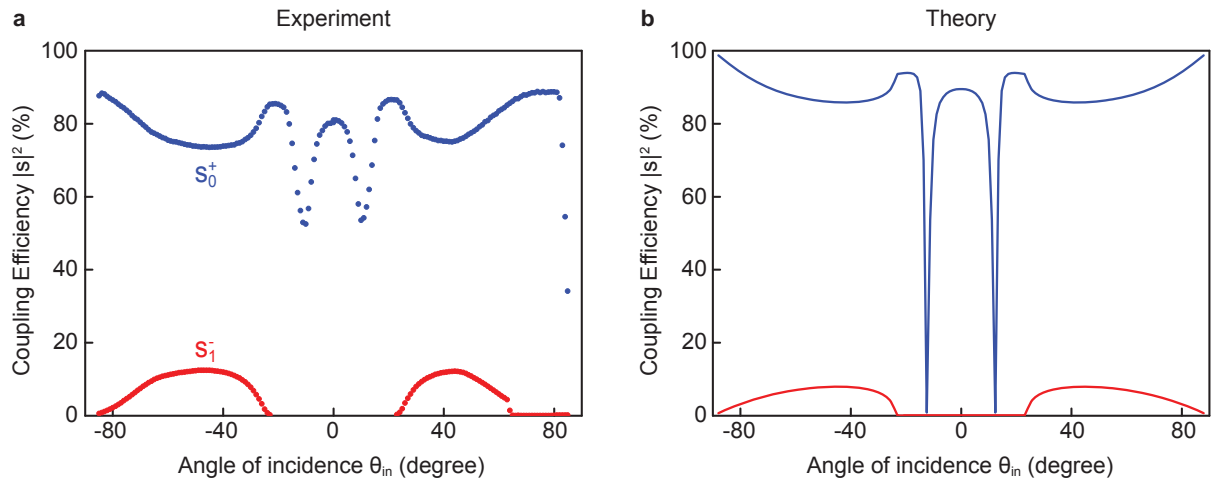 a
Experiment
Coupling Efficiency |s|² (%)
100
80
60
40
20
0
S₀⁺
S₁⁻
-80
-40
0
40
80
Angle of incidence θᵢₙ (degree)
b
Theory
Coupling Efficiency |s|² (%)
100
80
60
40
20
0
-80
-40
0
40
80
Angle of incidence θᵢₙ (degree)